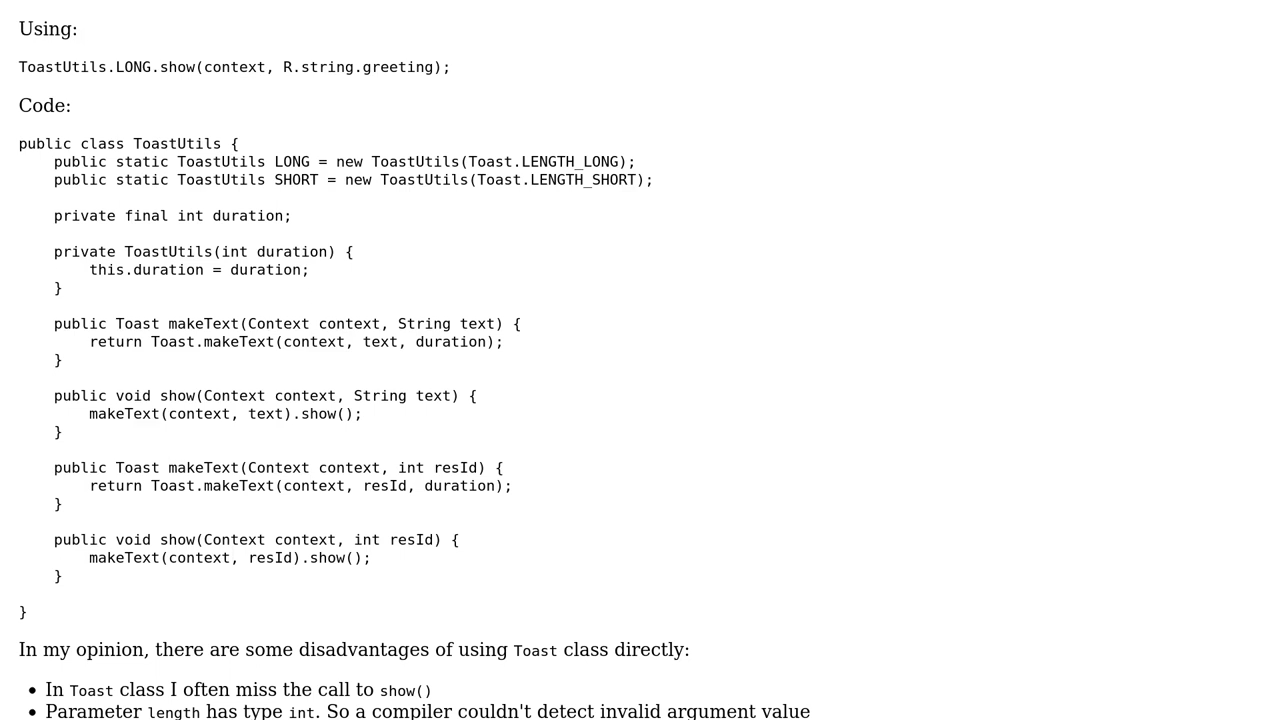 Using:
ToastUtils.LONG.show(context, R.string.greeting);
Code:
public class ToastUtils {
    public static ToastUtils LONG = new ToastUtils(Toast.LENGTH_LONG);
    public static ToastUtils SHORT = new ToastUtils(Toast.LENGTH_SHORT);
    private final int duration;
    private ToastUtils(int duration) {
        this.duration = duration;
    }
    public Toast makeText(Context context, String text) {
        return Toast.makeText(context, text, duration);
    }
    public void show(Context context, String text) {
        makeText(context, text).show();
    }
    public Toast makeText(Context context, int resId) {
        return Toast.makeText(context, resId, duration);
    }
    public void show(Context context, int resId) {
        makeText(context, resId).show();
    }
}
In my opinion, there are some disadvantages of using Toast class directly:
• In Toast class I often miss the call to show()
• Parameter length has type int. So a compiler couldn't detect invalid argument value